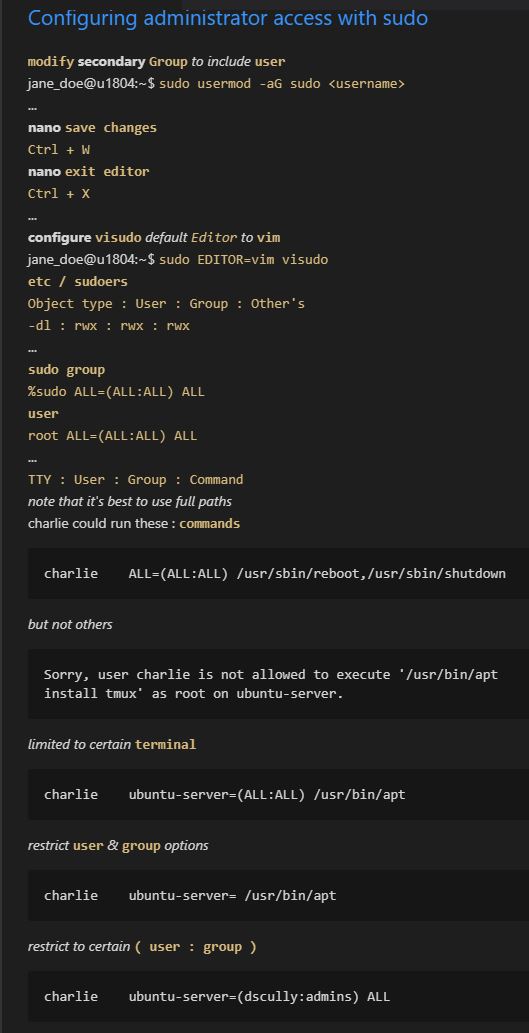 Configuring administrator access with sudo
modify secondary Group to include user
jane_doe@u1804:~$ sudo usermod -aG sudo <username>
...
nano save changes
Ctrl + W
nano exit editor
Ctrl + X
...
configure visudo default Editor to vim
jane_doe@u1804:~$ sudo EDITOR=vim visudo
etc / sudoers
Object type : User : Group : Other's
-dl : rwx : rwx : rwx
...
sudo group
%sudo ALL=(ALL:ALL) ALL
user
root ALL=(ALL:ALL) ALL
...
TTY : User : Group : Command
note that it's best to use full paths
charlie could run these : commands
charlie    ALL=(ALL:ALL) /usr/sbin/reboot,/usr/sbin/shutdown
but not others
Sorry, user charlie is not allowed to execute '/usr/bin/apt
install tmux' as root on ubuntu-server.
limited to certain terminal
charlie    ubuntu-server=(ALL:ALL) /usr/bin/apt
restrict user & group options
charlie    ubuntu-server= /usr/bin/apt
restrict to certain ( user : group )
charlie    ubuntu-server=(dscully:admins) ALL